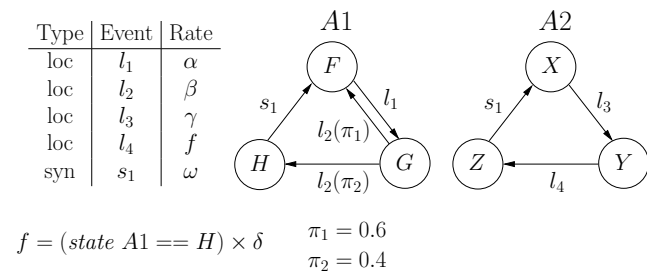 Type Event Rate
loc l₁ α
loc l₂ β
loc l₃ γ
loc l₄ f
syn s₁ ω
A1
F
s₁
l₁
l₂(π₁)
H
G
l₂(π₂)
A2
X
s₁
l₃
Z
Y
l₄
f = (state A1 == H) × δ
π₁ = 0.6
π₂ = 0.4